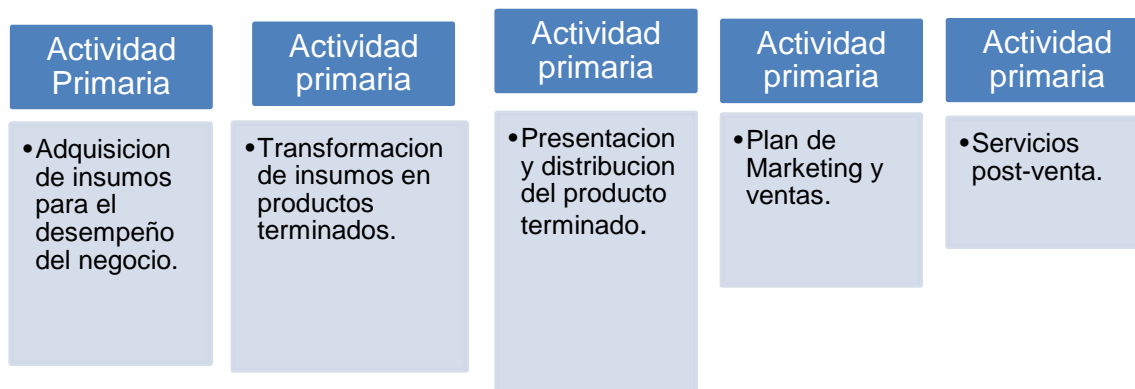 Actividad
Primaria
•Adquisicion
de insumos
para el
desempeño
del negocio.
Actividad
primaria
•Transformacion
de insumos en
productos
terminados.
Actividad
primaria
•Presentacion
y distribucion
del producto
terminado.
Actividad
primaria
•Plan de
Marketing y
ventas.
Actividad
primaria
•Servicios
post-venta.